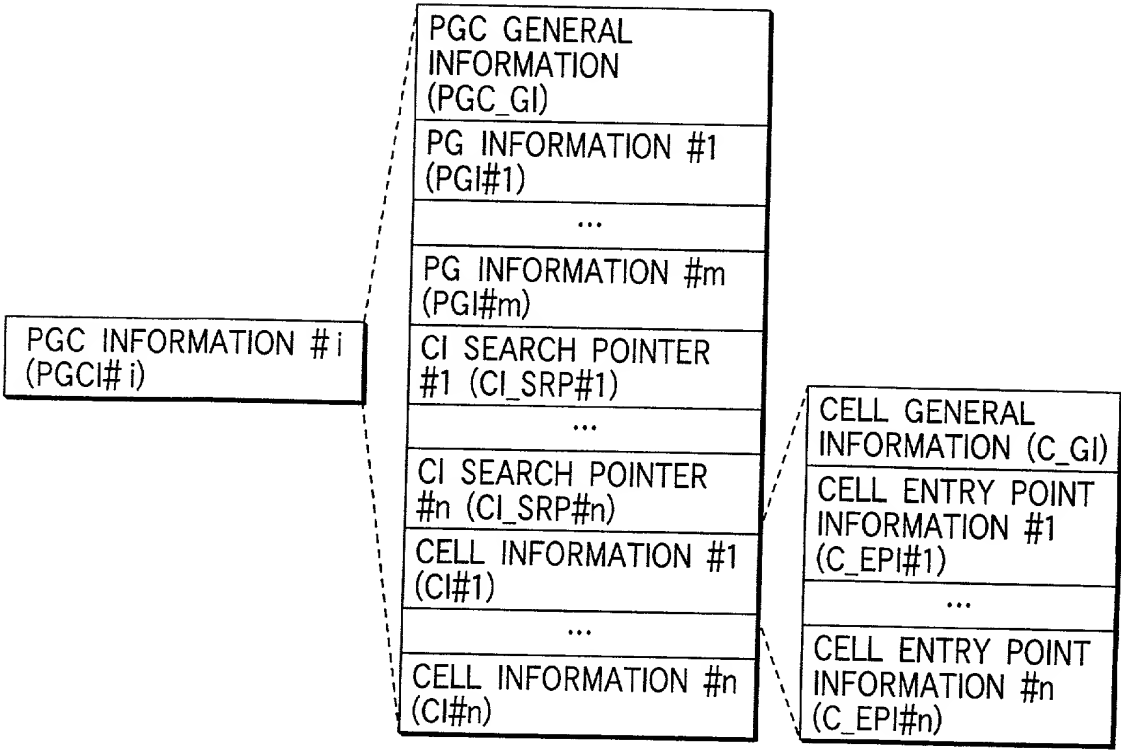 PGC INFORMATION #i
(PGCI#i)
PGC GENERAL
INFORMATION
(PGC_GI)
PG INFORMATION #1
(PGI#1)
...
PG INFORMATION #m
(PGI#m)
CI SEARCH POINTER
#1 (CI_SRP#1)
...
CI SEARCH POINTER
#n (CI_SRP#n)
CELL INFORMATION #1
(CI#1)
...
CELL INFORMATION #n
(CI#n)
CELL GENERAL
INFORMATION (C_GI)
CELL ENTRY POINT
INFORMATION #1
(C_EPI#1)
...
CELL ENTRY POINT
INFORMATION #n
(C_EPI#n)